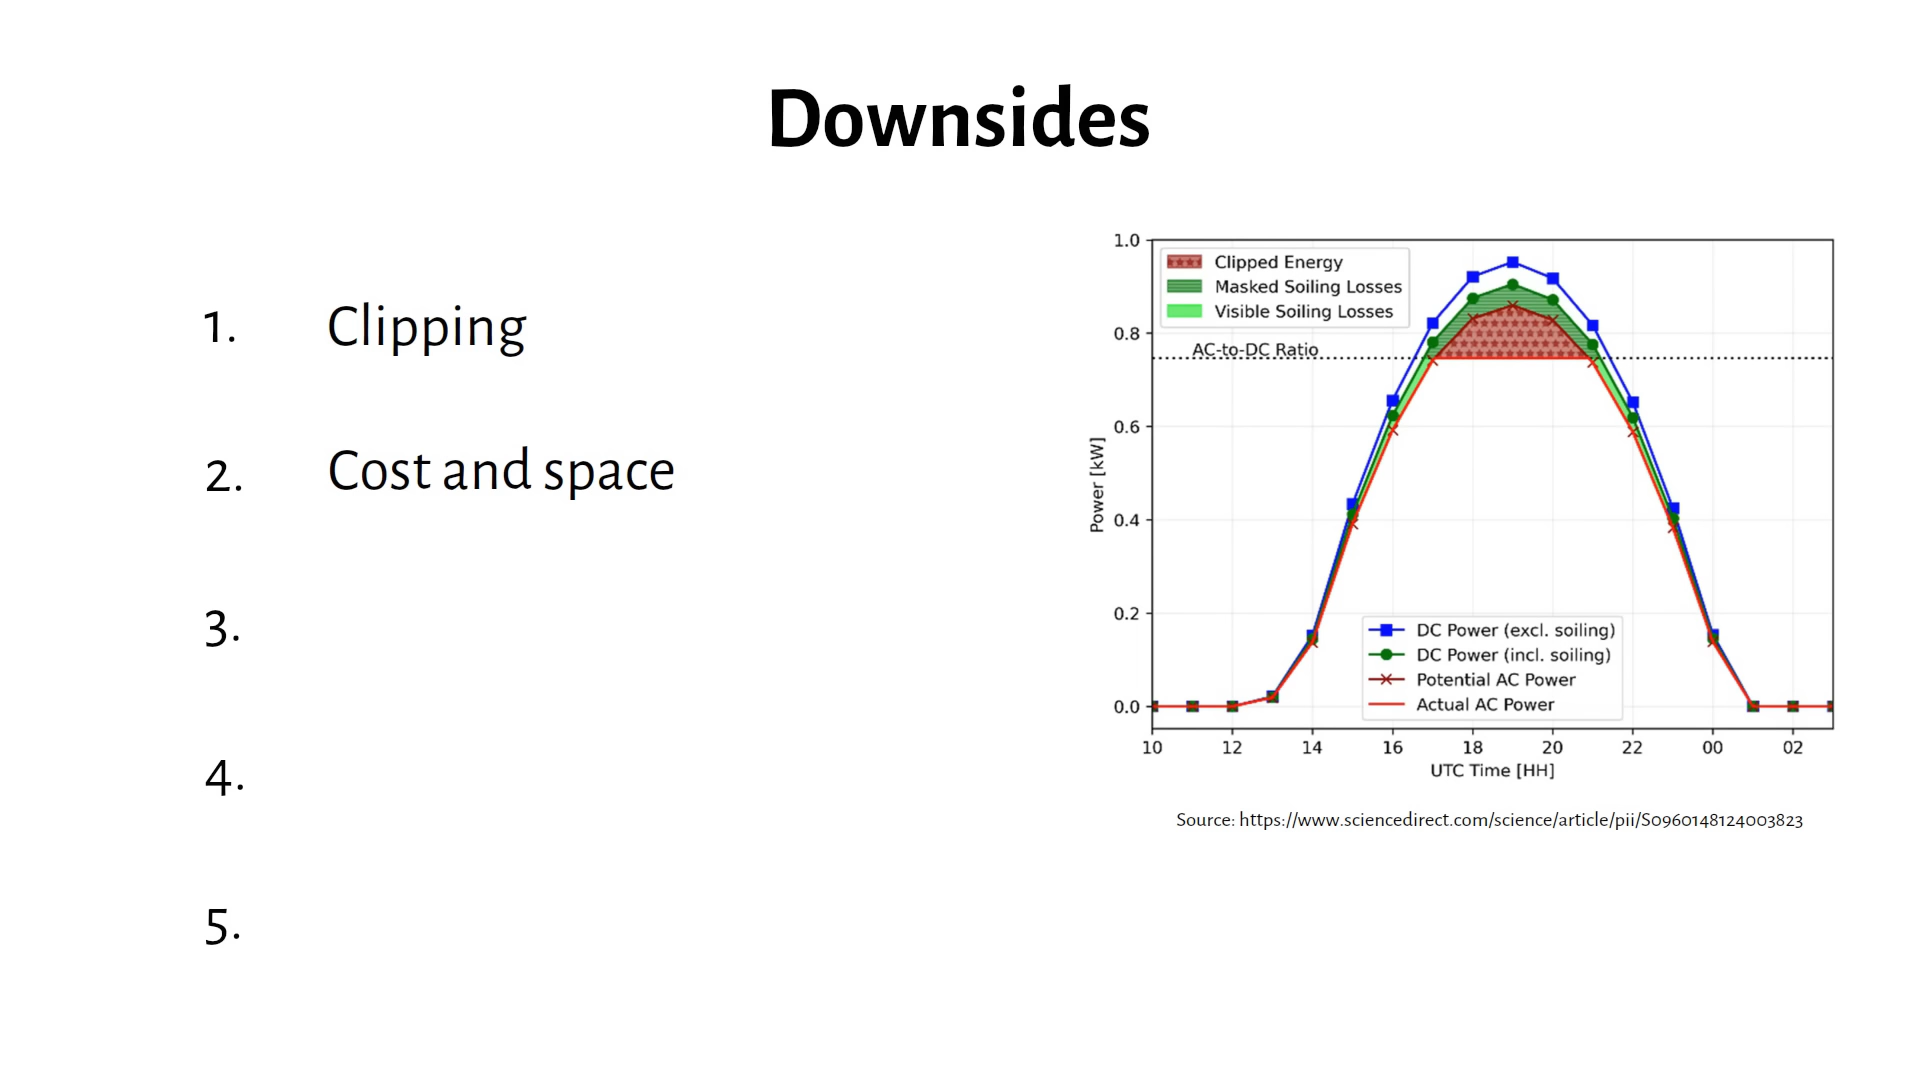 Downsides
1. Clipping
2. Cost and space
3.
4.
5.
1.0
0.8
0.6
0.4
0.2
0.0
Power [kW]
Clipped Energy
Masked Soiling Losses
Visible Soiling Losses
AC-to-DC Ratio
DC Power (excl. soiling)
DC Power (incl. soiling)
Potential AC Power
Actual AC Power
10 12 14 16 18 20 22 00 02
UTC Time [HH]
Source: https://www.sciencedirect.com/science/article/pii/S0960148124003823